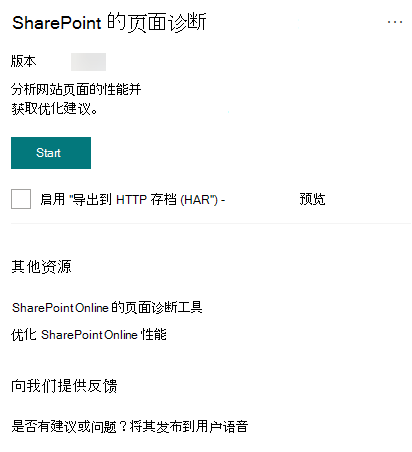 SharePoint 的页面诊断
版本
分析网站页面的性能并
获取优化建议。
Start
启用 "导出到 HTTP 存档 (HAR") - 预览
其他资源
SharePoint Online 的页面诊断工具
优化 SharePoint Online 性能
向我们提供反馈
是否有建议或问题？将其发布到用户语音